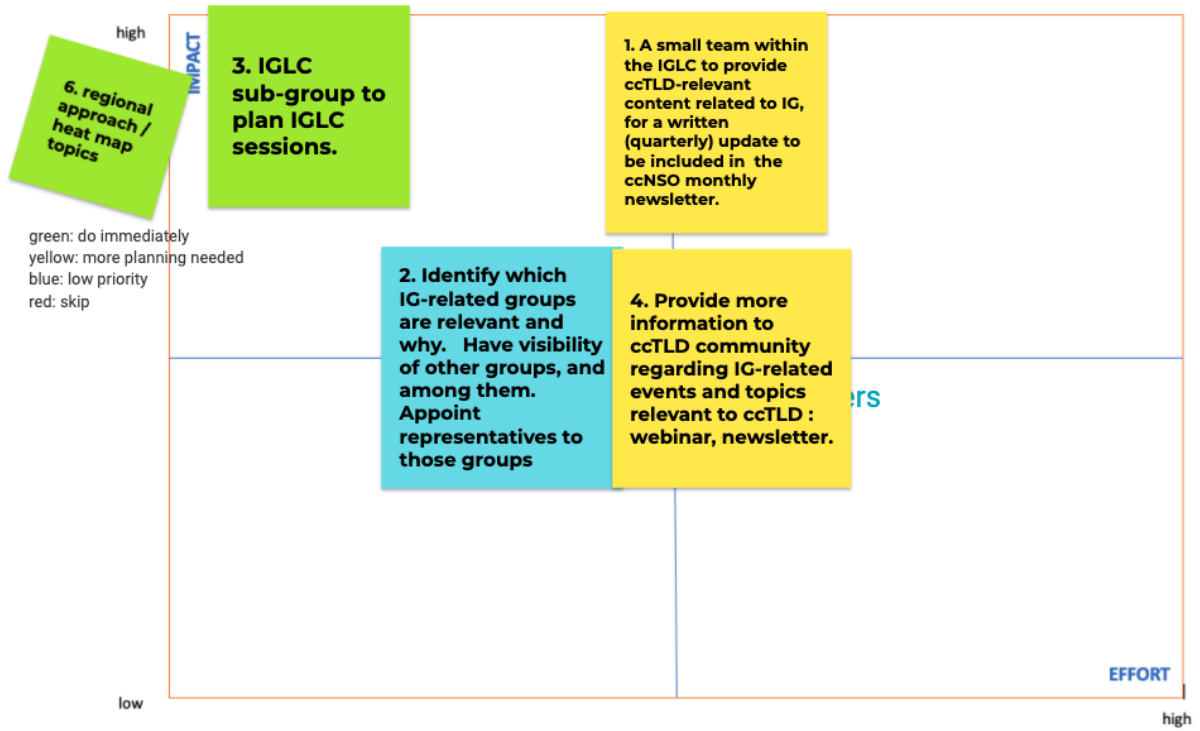 high
IMPACT
6. regional
approach /
heat map
topics
3. IGLC
sub-group to
plan IGLC
sessions.
1. A small team within
the IGLC to provide
ccTLD-relevant
content related to IG,
for a written
(quarterly) update to
be included in the
ccNSO monthly
newsletter.
green: do immediately
yellow: more planning needed
blue: low priority
red: skip
2. Identify which
IG-related groups
are relevant and
why. Have visibility
of other groups, and
among them.
Appoint
representatives to
those groups
4. Provide more
information to
ccTLD community
regarding IG-related
events and topics
relevant to ccTLD :
webinar, newsletter.
EFFORT
low
high